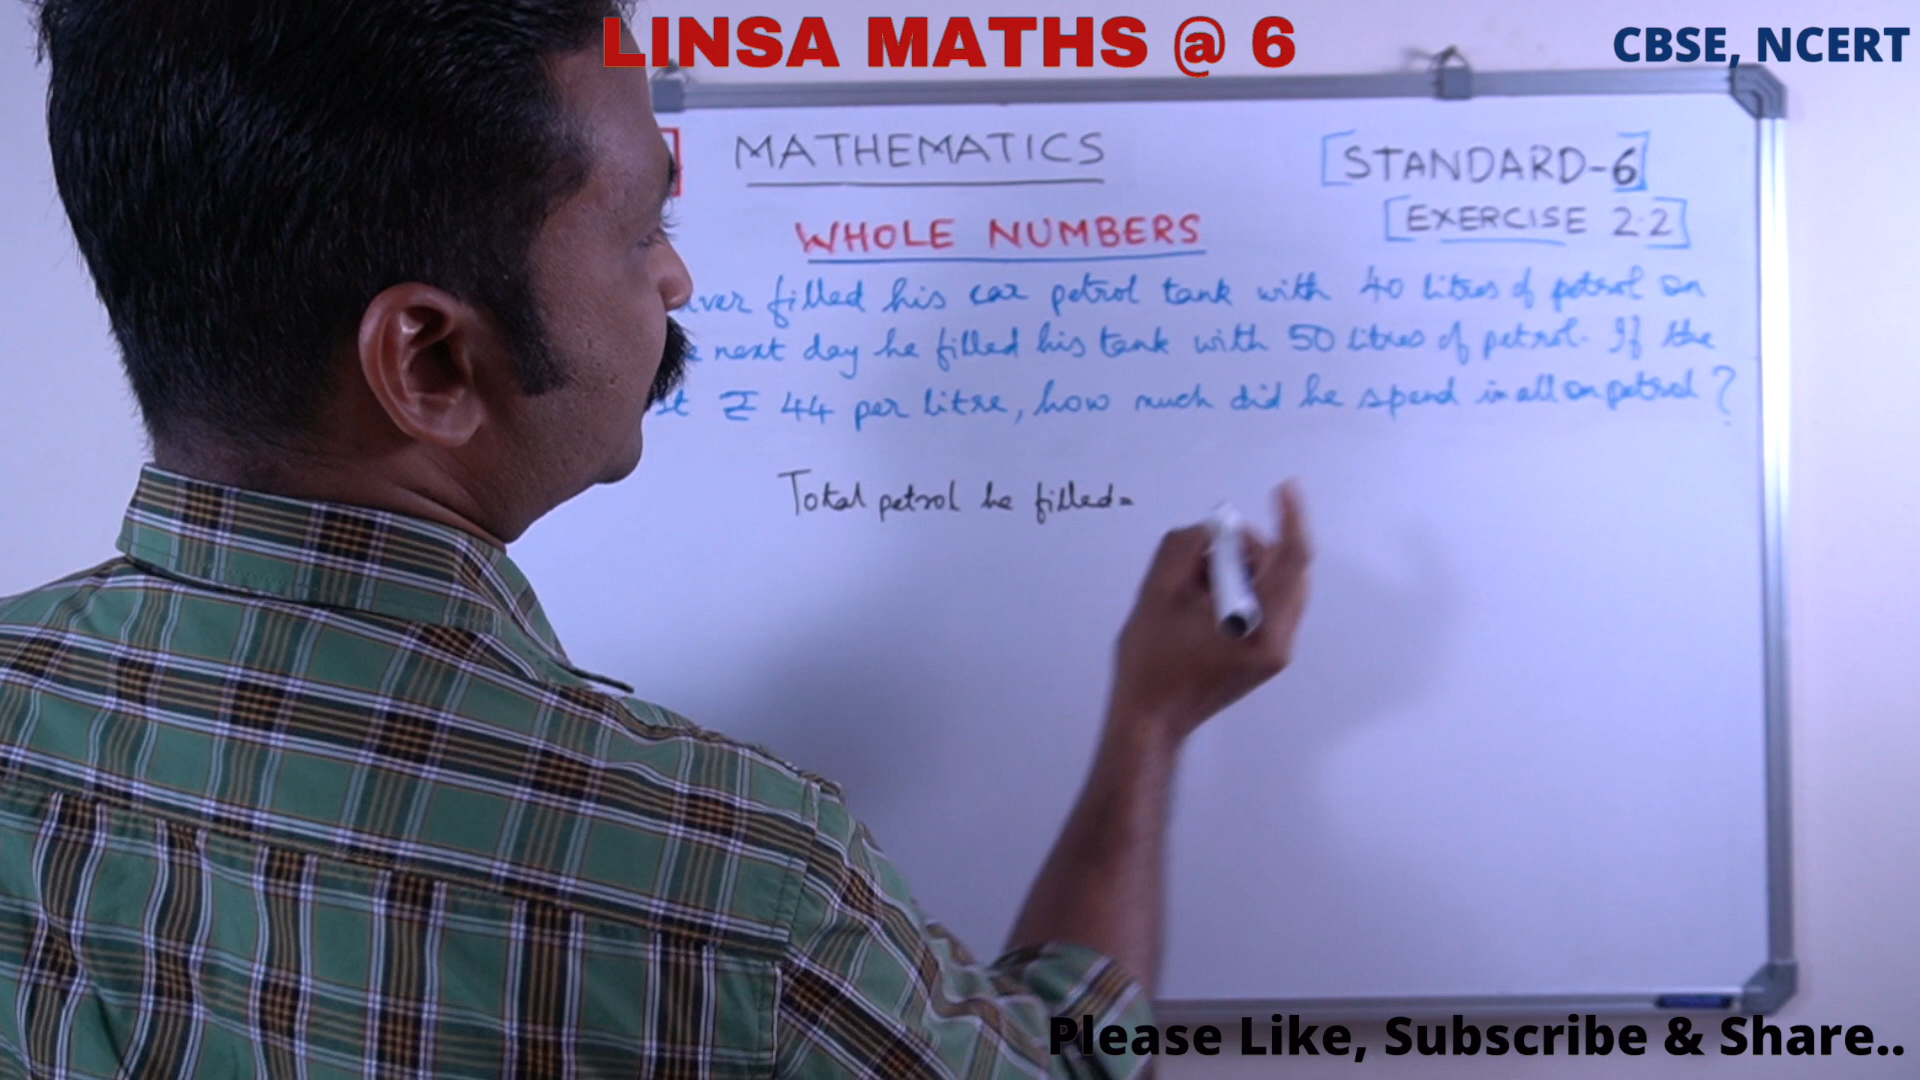 LINSA MATHS @ 6
CBSE, NCERT
MATHEMATICS
[STANDARD-6]
WHOLE NUMBERS
[EXERCISE 2.2]
filled his car petrol tank with 40 litres of petrol on
next day he filled his tank with 50 litres of petrol. If the
₹ 44 per litre, how much did he spend in all on petrol?
Total petrol he filled=
Please Like, Subscribe & Share..